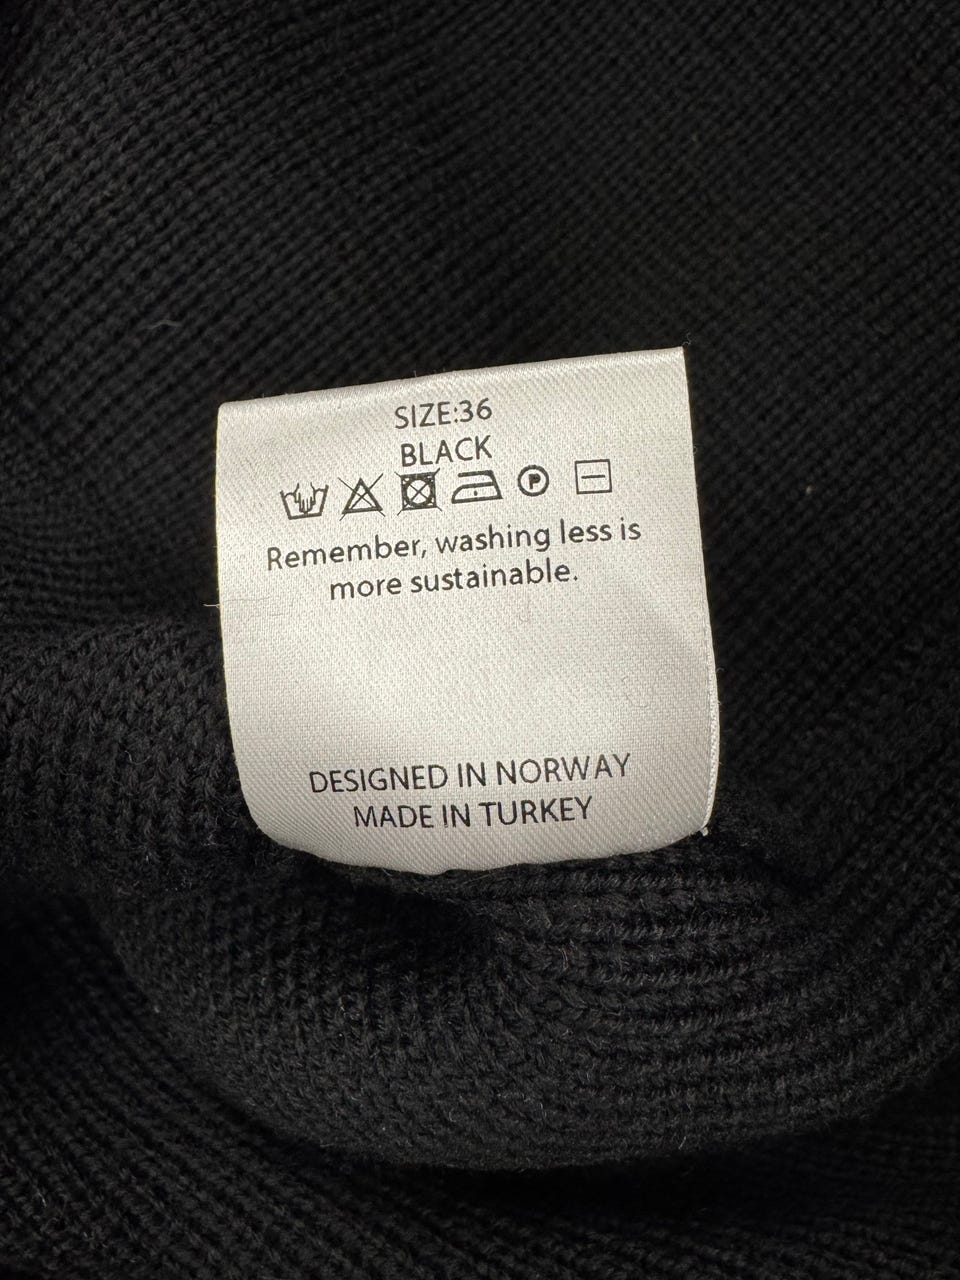 SIZE:36
BLACK
P
Remember, washing less is
more sustainable.
DESIGNED IN NORWAY
MADE IN TURKEY